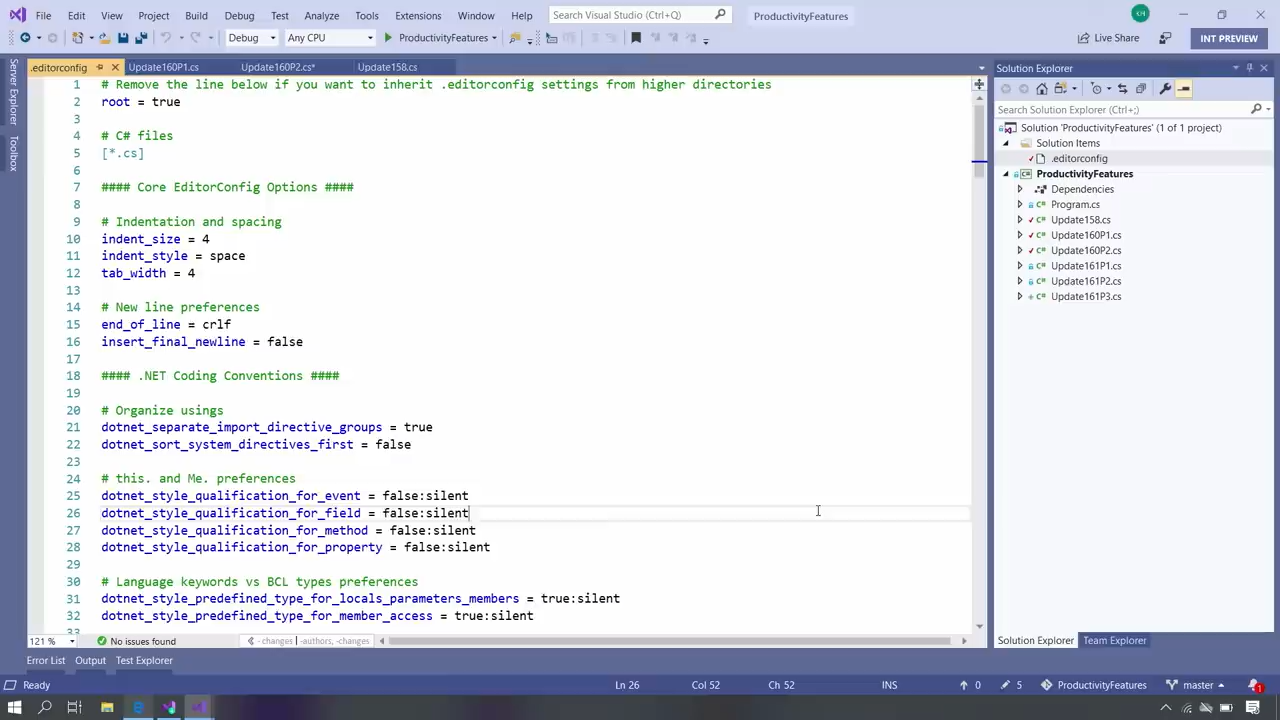 File Edit View Project Build Debug Test Analyze Tools Extensions Window Help Search Visual Studio (Ctrl+Q) ProductivityFeatures KH
Debug Any CPU ProductivityFeatures Live Share INT PREVIEW
Server Explorer
Toolbox
.editorconfig Update160P1.cs Update160P2.cs* Update158.cs
1 # Remove the line below if you want to inherit .editorconfig settings from higher directories
2 root = true
3
4 # C# files
5 [*.cs]
6
7 #### Core EditorConfig Options ####
8
9 # Indentation and spacing
10 indent_size = 4
11 indent_style = space
12 tab_width = 4
13
14 # New line preferences
15 end_of_line = crlf
16 insert_final_newline = false
17
18 #### .NET Coding Conventions ####
19
20 # Organize usings
21 dotnet_separate_import_directive_groups = true
22 dotnet_sort_system_directives_first = false
23
24 # this. and Me. preferences
25 dotnet_style_qualification_for_event = false:silent
26 dotnet_style_qualification_for_field = false:silent
27 dotnet_style_qualification_for_method = false:silent
28 dotnet_style_qualification_for_property = false:silent
29
30 # Language keywords vs BCL types preferences
31 dotnet_style_predefined_type_for_locals_parameters_members = true:silent
32 dotnet_style_predefined_type_for_member_access = true:silent
33
121 % No issues found -changes | -authors, -changes
Solution Explorer
Search Solution Explorer (Ctrl+;)
Solution 'ProductivityFeatures' (1 of 1 project)
Solution Items
.editorconfig
ProductivityFeatures
Dependencies
Program.cs
Update158.cs
Update160P1.cs
Update160P2.cs
Update161P1.cs
Update161P2.cs
Update161P3.cs
Solution Explorer Team Explorer
Error List Output Test Explorer
Ready Ln 26 Col 52 Ch 52 INS 0 5 ProductivityFeatures master 1